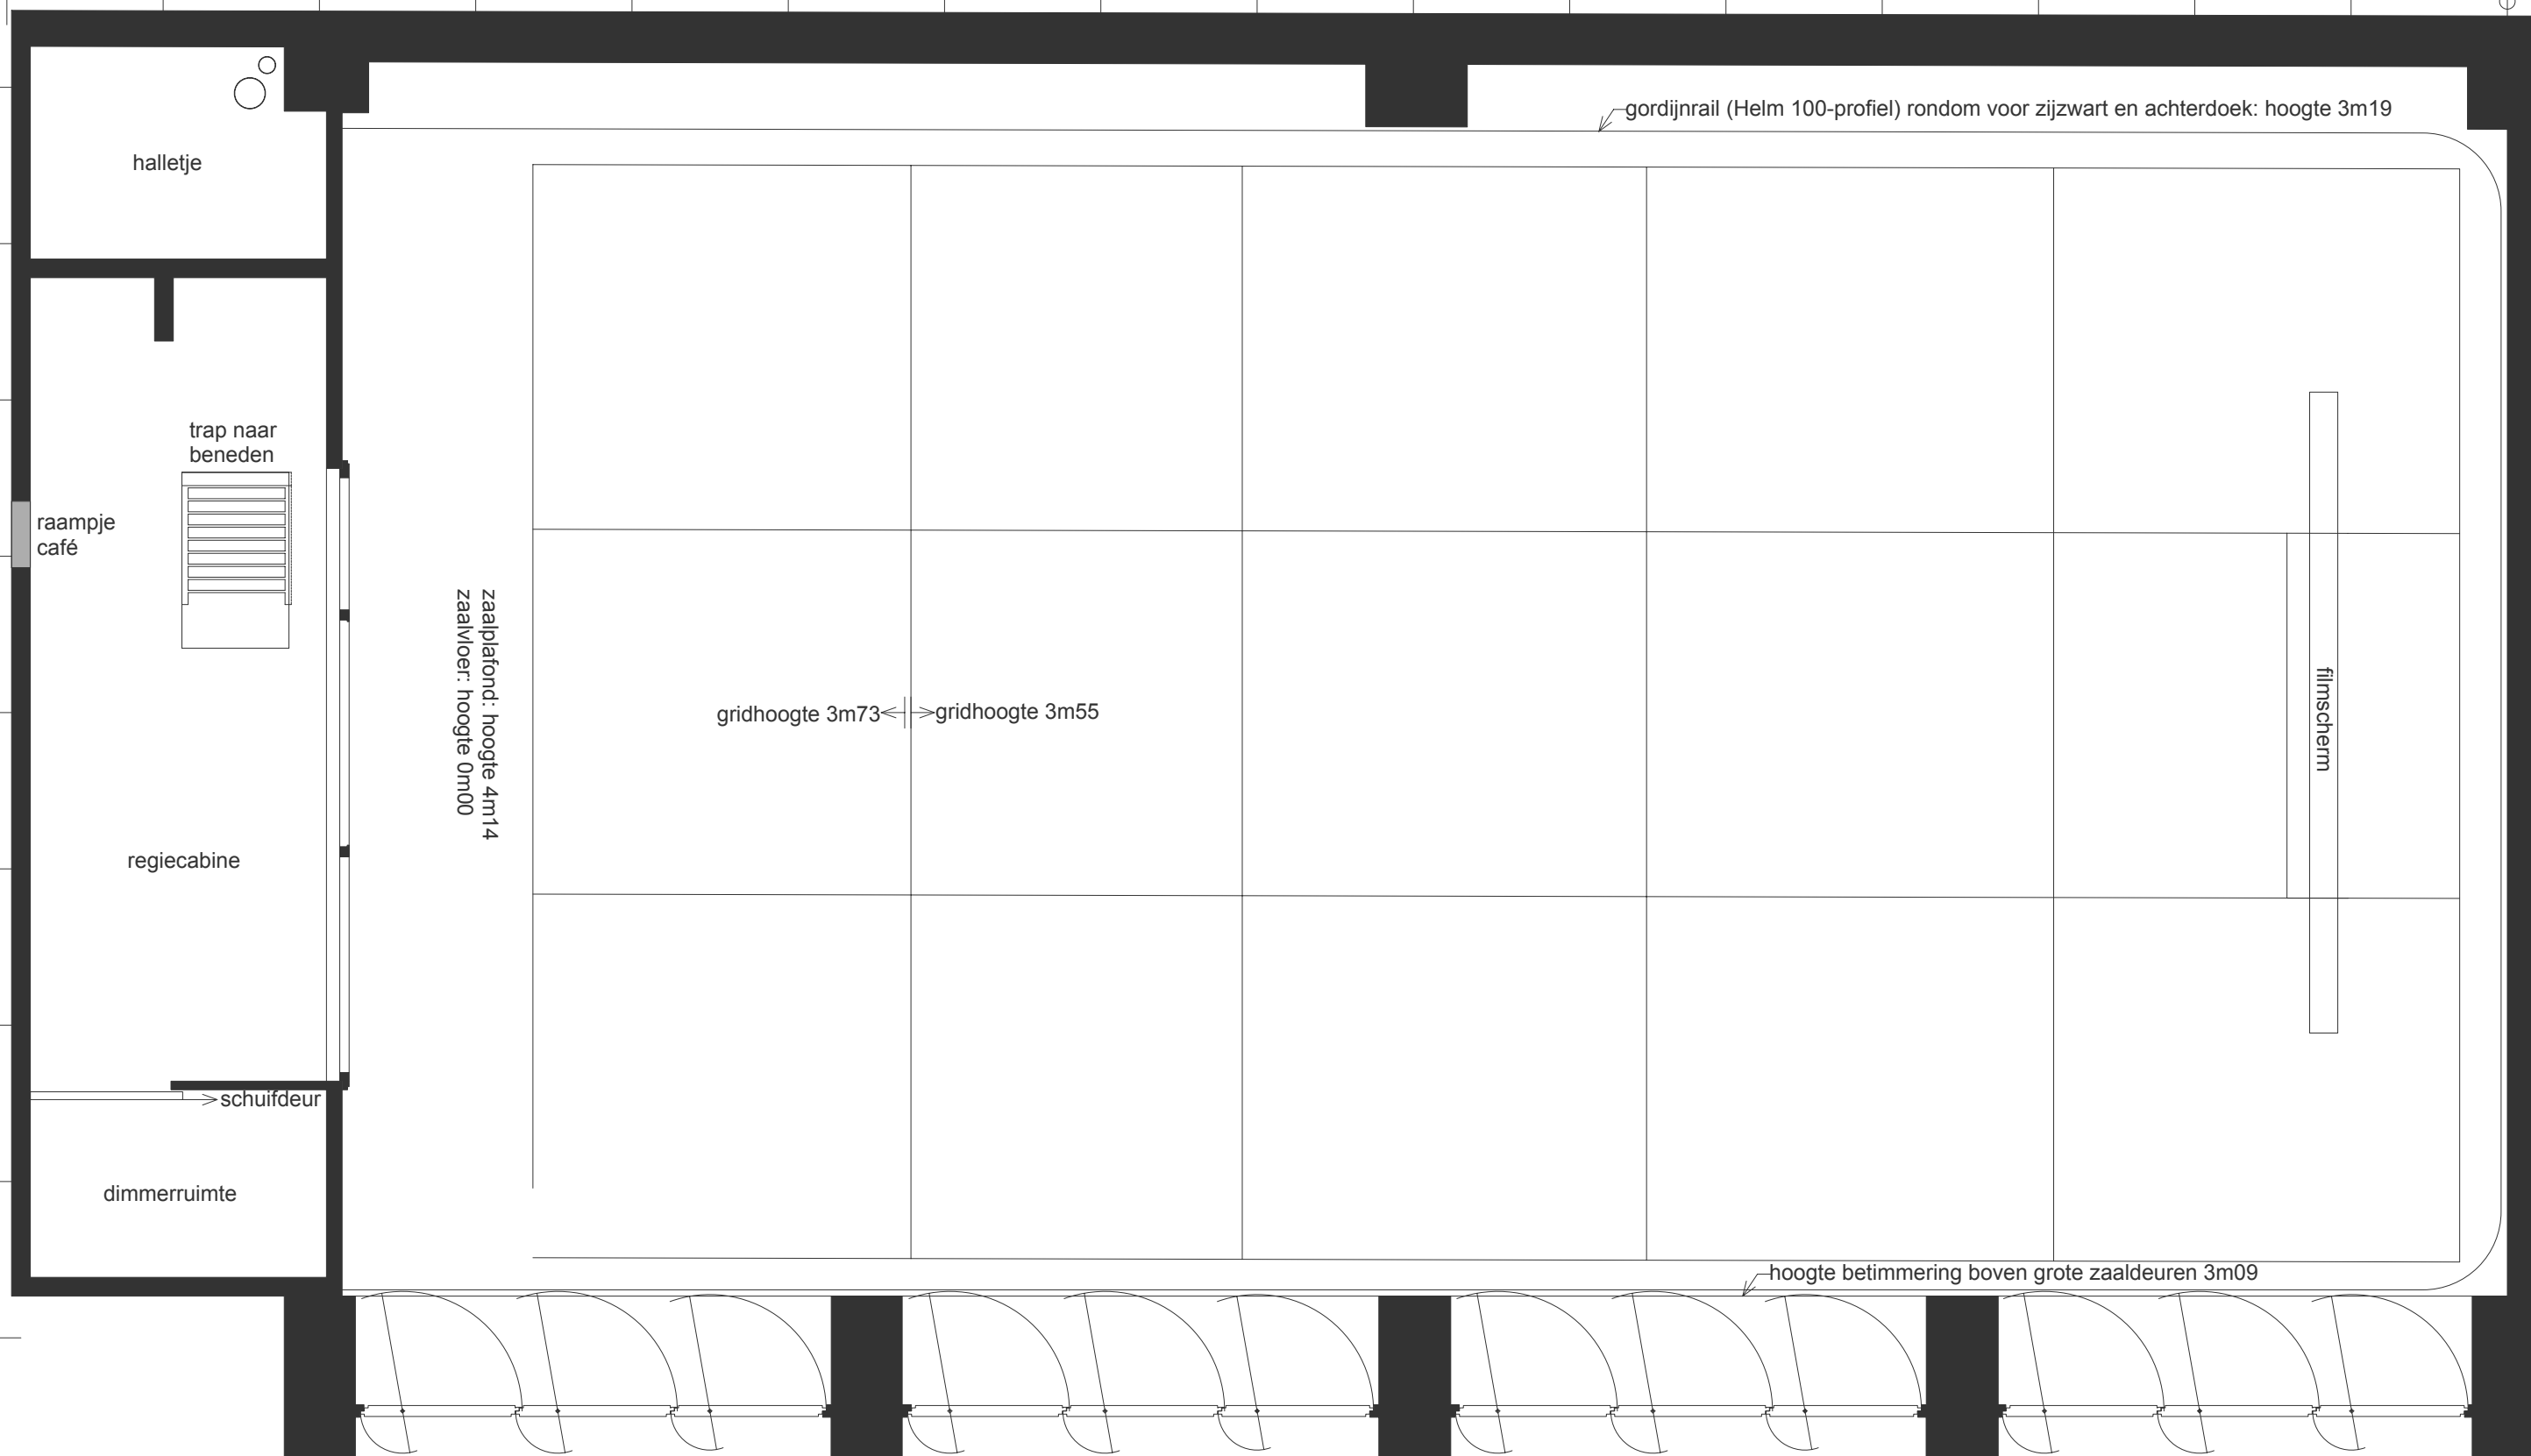 gordijnrail (Helm 100-profiel) rondom voor zijzwart en achterdoek: hoogte 3m19
halletje
trap naar
beneden
raampje
café
zaalplafond: hoogte 4m14
zaalvloer: hoogte 0m00
gridhoogte 3m73
gridhoogte 3m55
filmscherm
regiecabine
schuifdeur
dimmerruimte
hoogte betimmering boven grote zaaldeuren 3m09